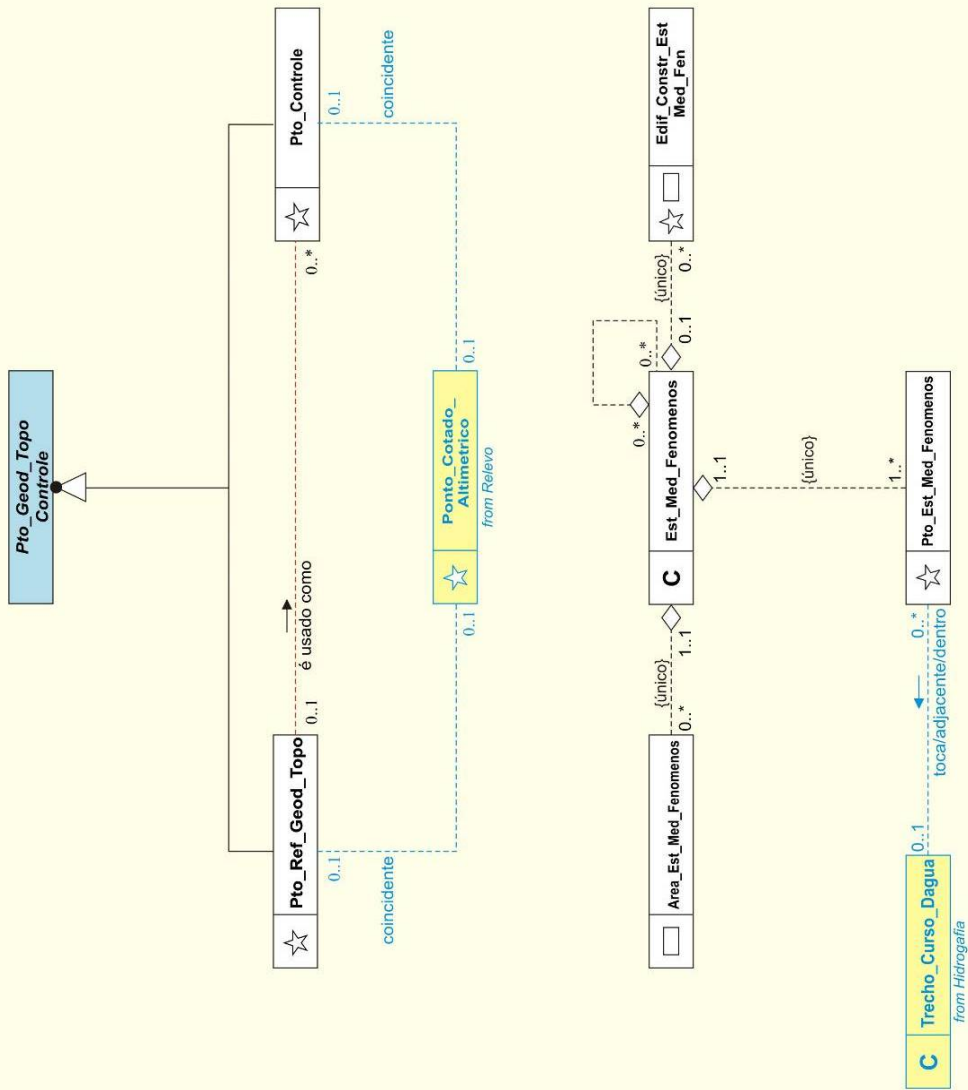 Pto_Geod_Topo
Controle
Pto_Ref_Geod_Topo
0..1
é usado como
0..*
Pto_Controle
0..1
coincidente
0..1
coincidente
0..1
Ponto_Cotado_
Altimetrico
0..1
from Relevo
Area_Est_Med_Fenomenos
0..*
{único}
1..1
C
Est_Med_Fenomenos
0..*
0..*
0..1
{único}
0..*
Edif_Constr_Est
Med_Fen
1..1
{único}
1..*
Pto_Est_Med_Fenomenos
0..*
toca/adjacente/dentro
0..1
C
Trecho_Curso_Dagua
from Hidrogafia